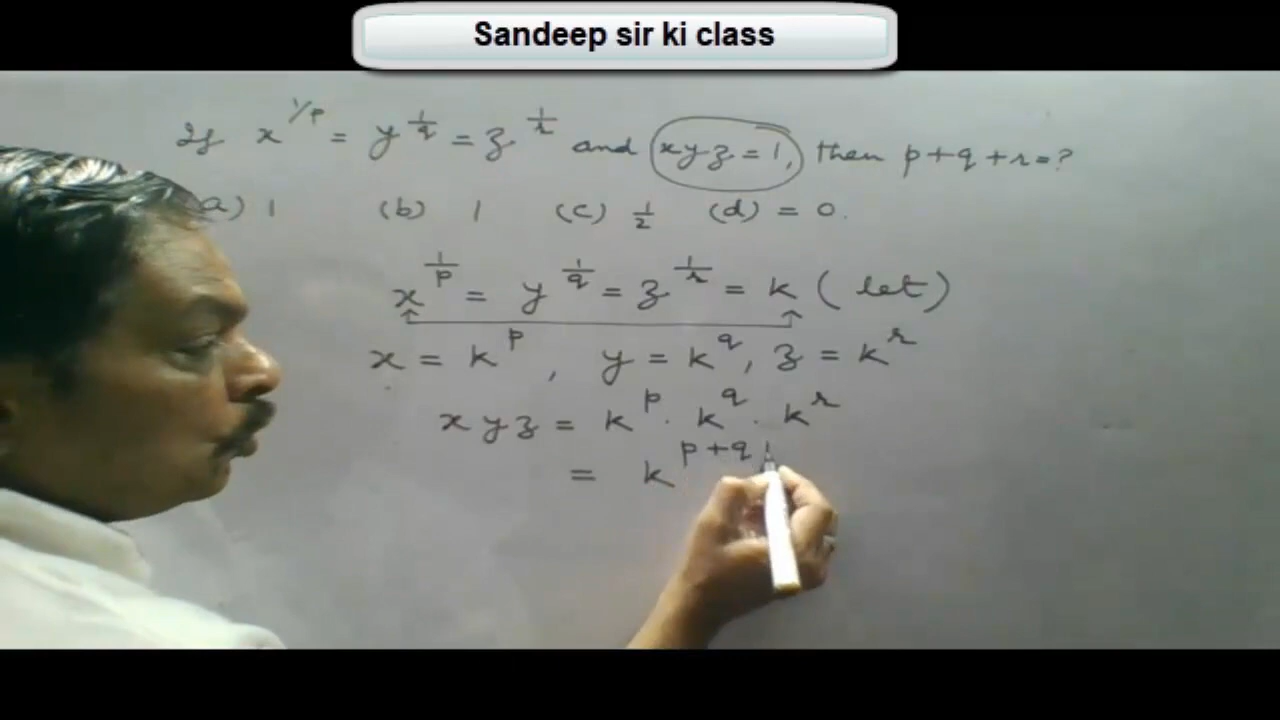 Sandeep sir ki class
If x^{1/p} = y^{1/q} = z^{1/r} and xyz = 1, then p+q+r=?
a) 1 (b) 1 (c) 1/2 (d) = 0.
x^{1/p} = y^{1/q} = z^{1/r} = k (let)
x = k^p, y = k^q, z = k^r
xyz = k^p . k^q . k^r
= k^{p+q